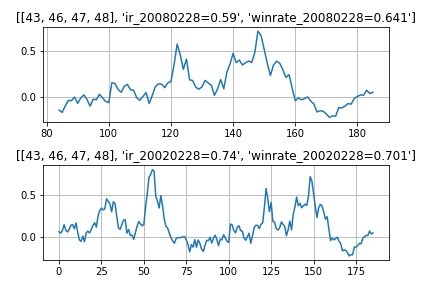 [[43, 46, 47, 48], 'ir_20080228=0.59', 'winrate_20080228=0.641']
0.5
0.0
80 100 120 140 160 180
[[43, 46, 47, 48], 'ir_20020228=0.74', 'winrate_20020228=0.701']
0.5
0.0
0 25 50 75 100 125 150 175